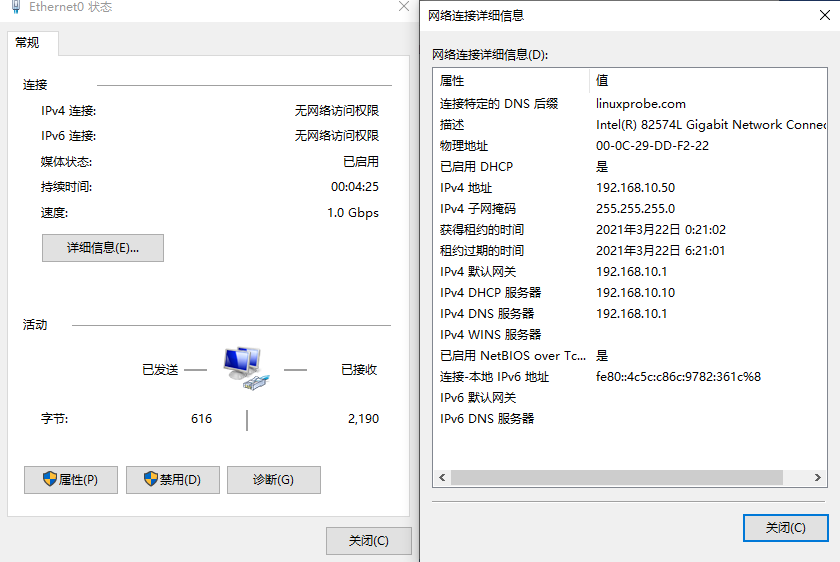 Ethernet0 状态
常规
连接
IPv4 连接: 无网络访问权限
IPv6 连接: 无网络访问权限
媒体状态: 已启用
持续时间: 00:04:25
速度: 1.0 Gbps
详细信息(E)...
活动
已发送 已接收
字节: 616 2,190
属性(P) 禁用(D) 诊断(G)
关闭(C)
网络连接详细信息
网络连接详细信息(D):
属性 值
连接特定的 DNS 后缀 linuxprobe.com
描述 Intel(R) 82574L Gigabit Network Connec
物理地址 00-0C-29-DD-F2-22
已启用 DHCP 是
IPv4 地址 192.168.10.50
IPv4 子网掩码 255.255.255.0
获得租约的时间 2021年3月22日 0:21:02
租约过期的时间 2021年3月22日 6:21:01
IPv4 默认网关 192.168.10.1
IPv4 DHCP 服务器 192.168.10.10
IPv4 DNS 服务器 192.168.10.1
IPv4 WINS 服务器
已启用 NetBIOS over Tc... 是
连接-本地 IPv6 地址 fe80::4c5c:c86c:9782:361c%8
IPv6 默认网关
IPv6 DNS 服务器
关闭(C)